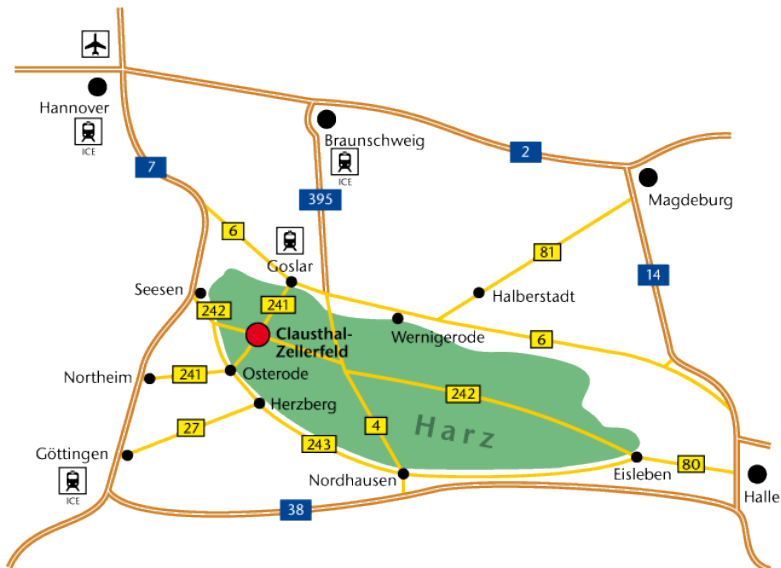 Hannover
ICE
Braunschweig
ICE
2
7
395
Magdeburg
6
81
14
Goslar
Seesen
Halberstadt
242
241
Clausthal-
Zellerfeld
Wernigerode
6
Northeim
241
Osterode
242
Herzberg
27
4
Harz
243
Göttingen
ICE
Nordhausen
Eisleben
80
Halle
38